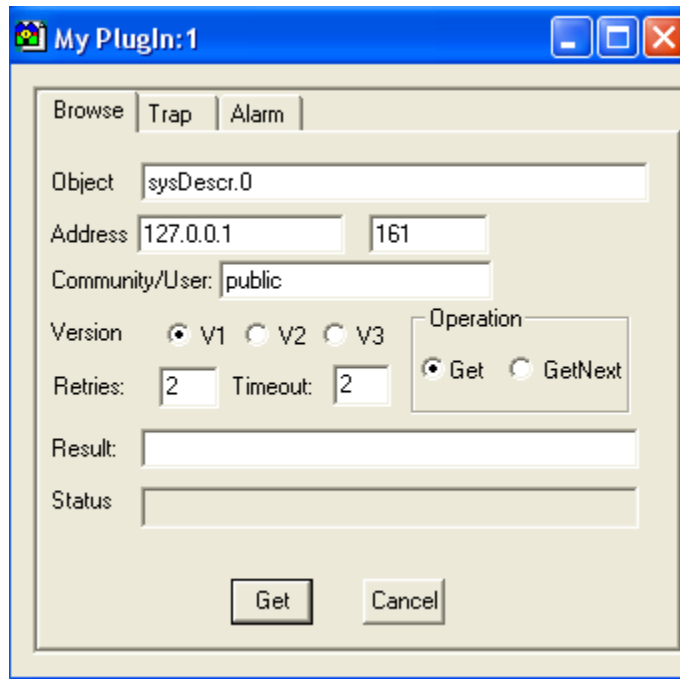 My PlugIn:1
Browse Trap Alarm
Object sysDescr.0
Address 127.0.0.1 161
Community/User: public
Version V1 V2 V3 Operation
Get GetNext
Retries: 2 Timeout: 2
Result:
Status
Get Cancel